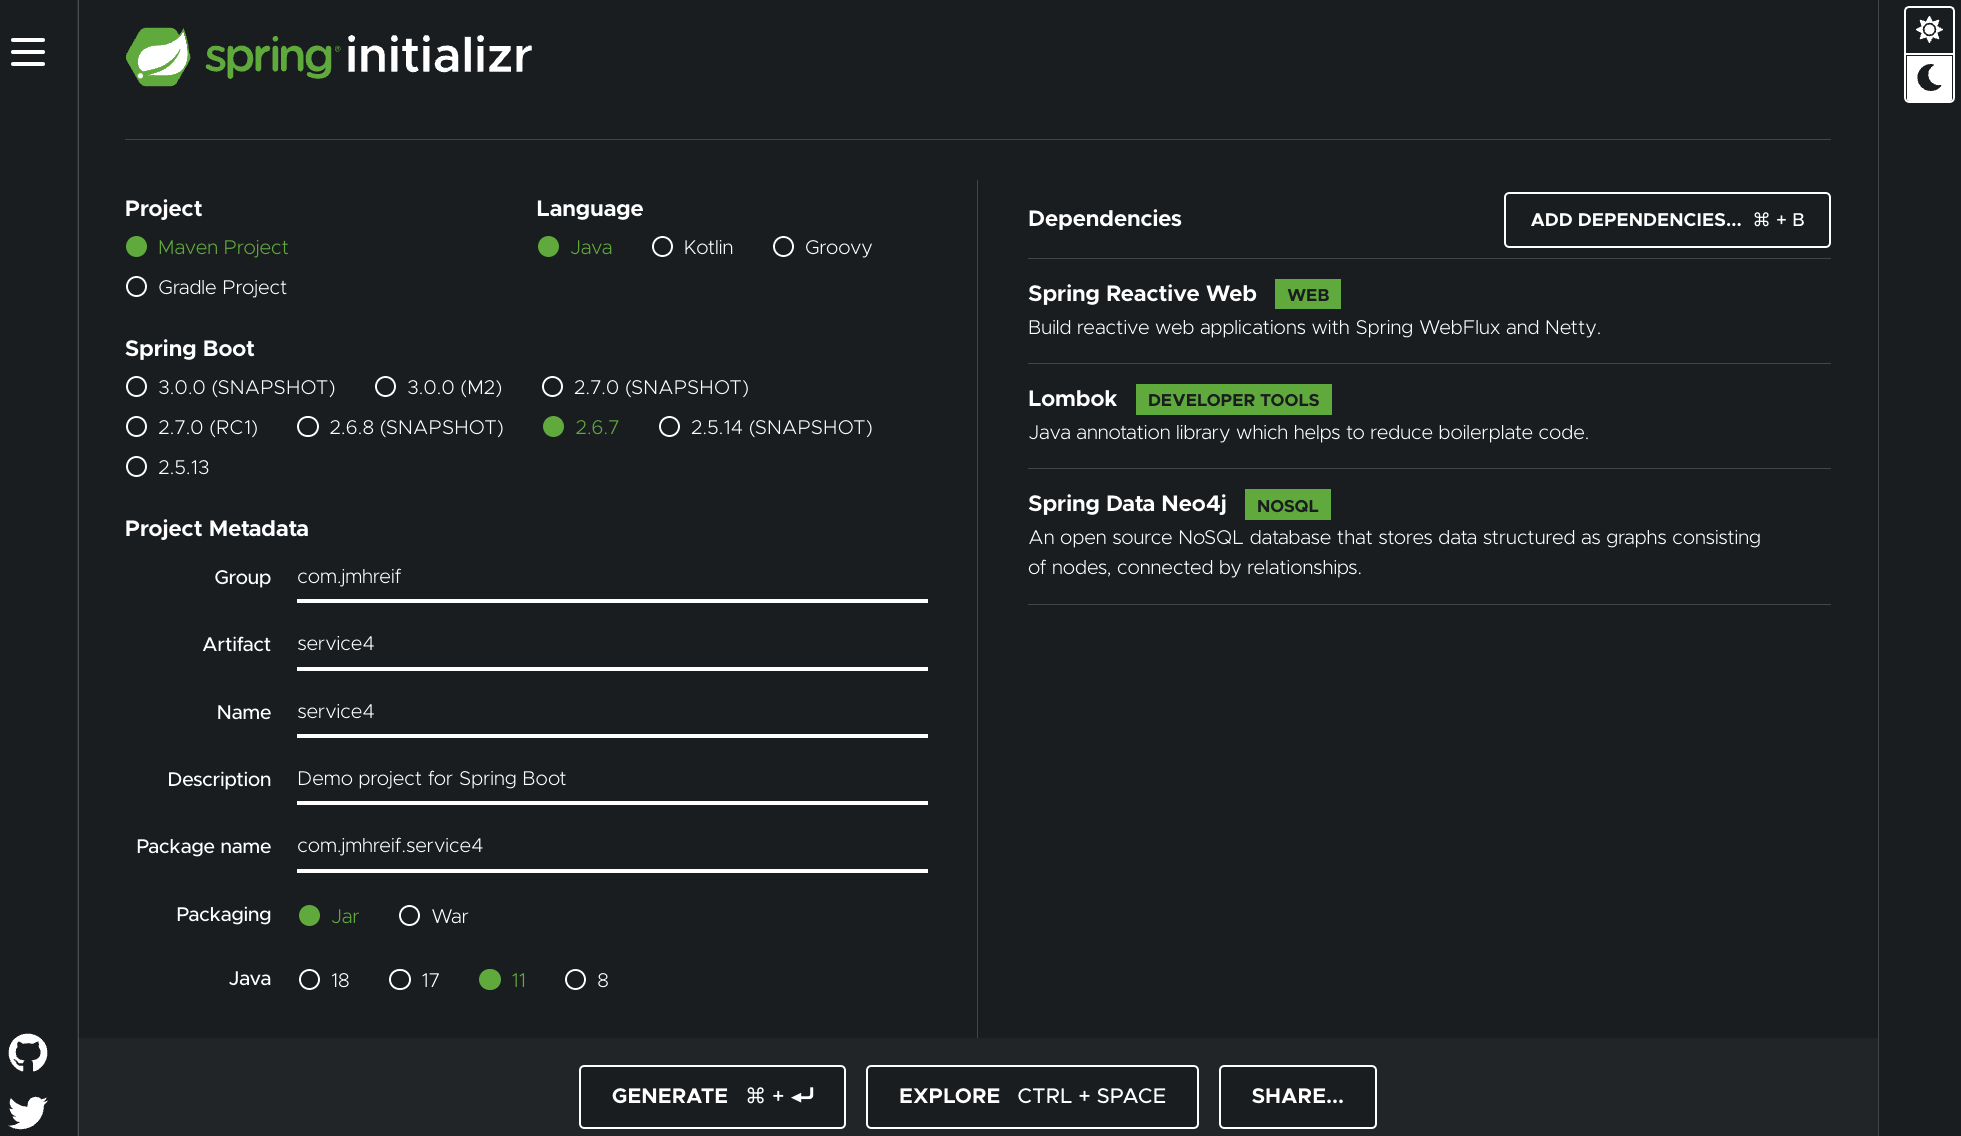 spring initializr
Project
Maven Project
Gradle Project
Language
Java Kotlin Groovy
Spring Boot
3.0.0 (SNAPSHOT) 3.0.0 (M2) 2.7.0 (SNAPSHOT)
2.7.0 (RC1) 2.6.8 (SNAPSHOT) 2.6.7 2.5.14 (SNAPSHOT)
2.5.13
Project Metadata
Group com.jmhreif
Artifact service4
Name service4
Description Demo project for Spring Boot
Package name com.jmhreif.service4
Packaging Jar War
Java 18 17 11 8
Dependencies ADD DEPENDENCIES... ⌘ + B
Spring Reactive Web WEB
Build reactive web applications with Spring WebFlux and Netty.
Lombok DEVELOPER TOOLS
Java annotation library which helps to reduce boilerplate code.
Spring Data Neo4j NOSQL
An open source NoSQL database that stores data structured as graphs consisting
of nodes, connected by relationships.
GENERATE ⌘ + ↵ EXPLORE CTRL + SPACE SHARE...